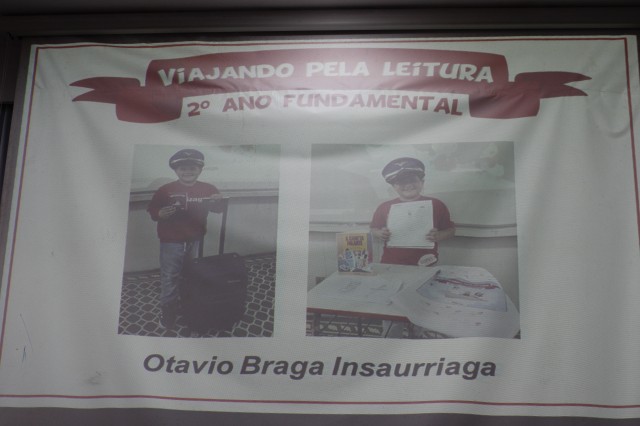 VIAJANDO PELA LEITURA
2º ANO FUNDAMENTAL
Otavio Braga Insaurriaga